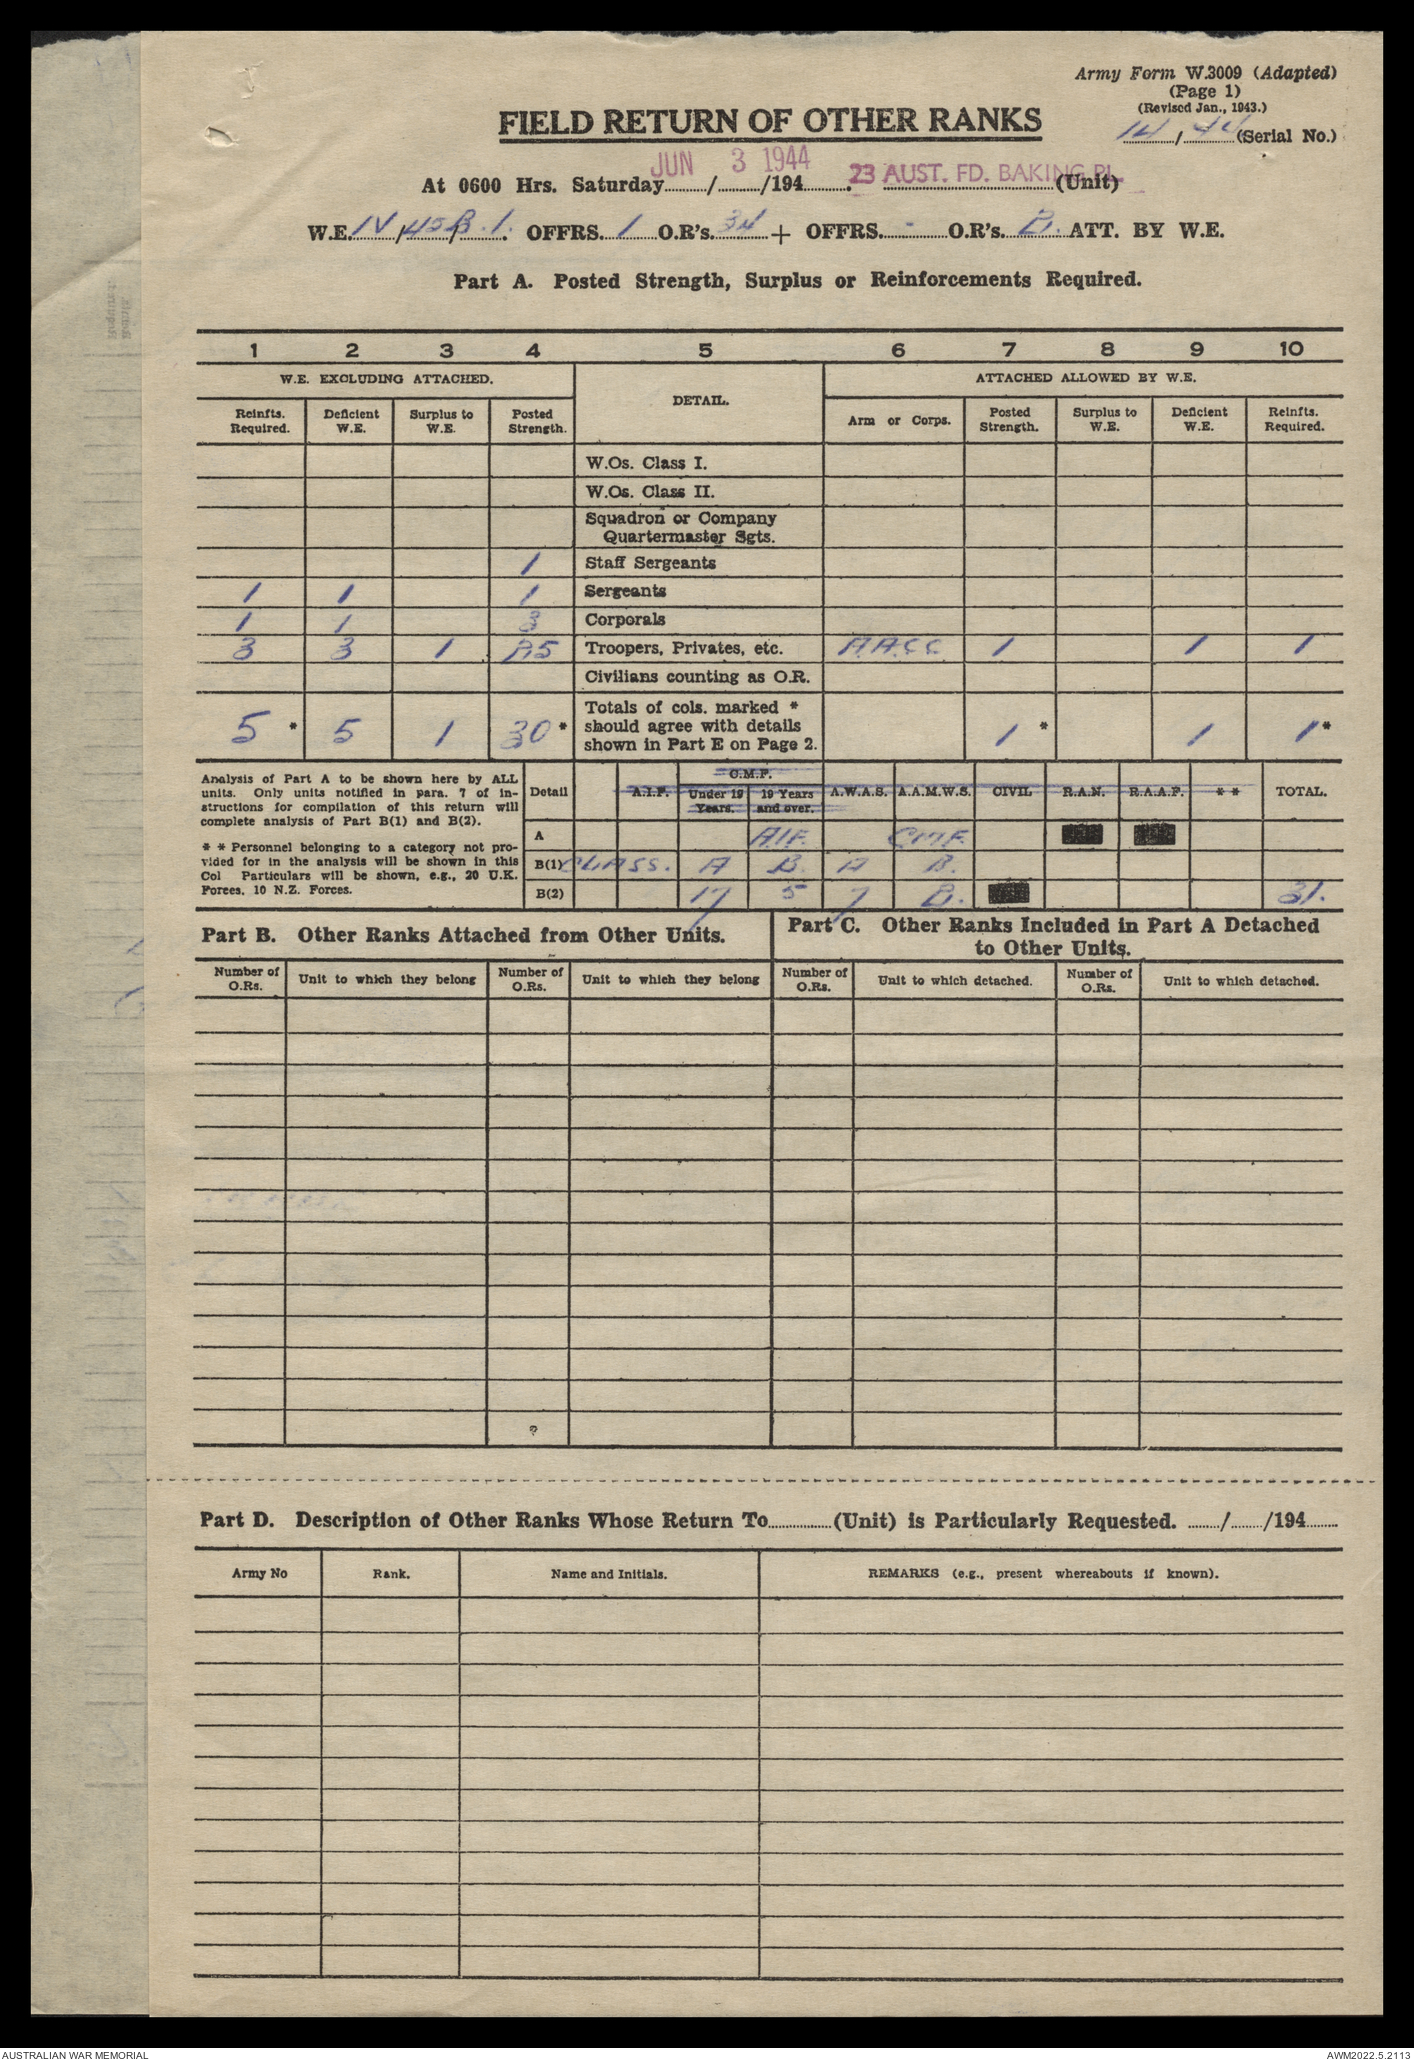 Army Form W.3009 (Adapted)
(Page 1)
(Revised Jan., 1943.)
14/44 (Serial No.)
FIELD RETURN OF OTHER RANKS
At 0600 Hrs. Saturday JUN 3 1944 ......../......../194........ 23 AUST. FD. BAKING PL. (Unit)
W.E. IV/45B/1. OFFRS. 1 O.R's. 34 + OFFRS. - O.R's. 2. ATT. BY W.E.
Part A. Posted Strength, Surplus or Reinforcements Required.
1 2 3 4 5 6 7 8 9 10
W.E. EXCLUDING ATTACHED. DETAIL. ATTACHED ALLOWED BY W.E.
Reinfts. Required. Deficient W.E. Surplus to W.E. Posted Strength. Arm or Corps. Posted Strength. Surplus to W.E. Deficient W.E. Reinfts. Required.
W.Os. Class I.
W.Os. Class II.
Squadron or Company
Quartermaster Sgts.
1 Staff Sergeants
1 1 1 Sergeants
1 1 3 Corporals
3 3 1 25 Troopers, Privates, etc. AACC 1 1 1
Civilians counting as O.R.
Totals of cols. marked *
should agree with details
shown in Part E on Page 2.
5 * 5 1 30 * 1 * 1 1 *
Analysis of Part A to be shown here by ALL
units. Only units notified in para. 7 of in-
structions for compilation of this return will
complete analysis of Part B(1) and B(2).
* * Personnel belonging to a category not pro-
vided for in the analysis will be shown in this
Col Particulars will be shown, e.g., 20 U.K.
Forces, 10 N.Z. Forces.
Detail A.I.F. C.M.F. Under 19 Years. 19 Years and over. A.W.A.S. A.A.M.W.S. CIVIL R.A.N. R.A.A.F. * * TOTAL.
A AIF. CMF.
B(1) CLASS. A B. A B.
B(2) 17 5 7 2. 31.
Part B. Other Ranks Attached from Other Units.
Part C. Other Ranks Included in Part A Detached
to Other Units.
Number of O.Rs. Unit to which they belong Number of O.Rs. Unit to which they belong Number of O.Rs. Unit to which detached. Number of O.Rs. Unit to which detached.
Part D. Description of Other Ranks Whose Return To............(Unit) is Particularly Requested. ......./......./194.......
Army No Rank. Name and Initials. REMARKS (e.g., present whereabouts if known).
AUSTRALIAN WAR MEMORIAL AWM2022.5.2113